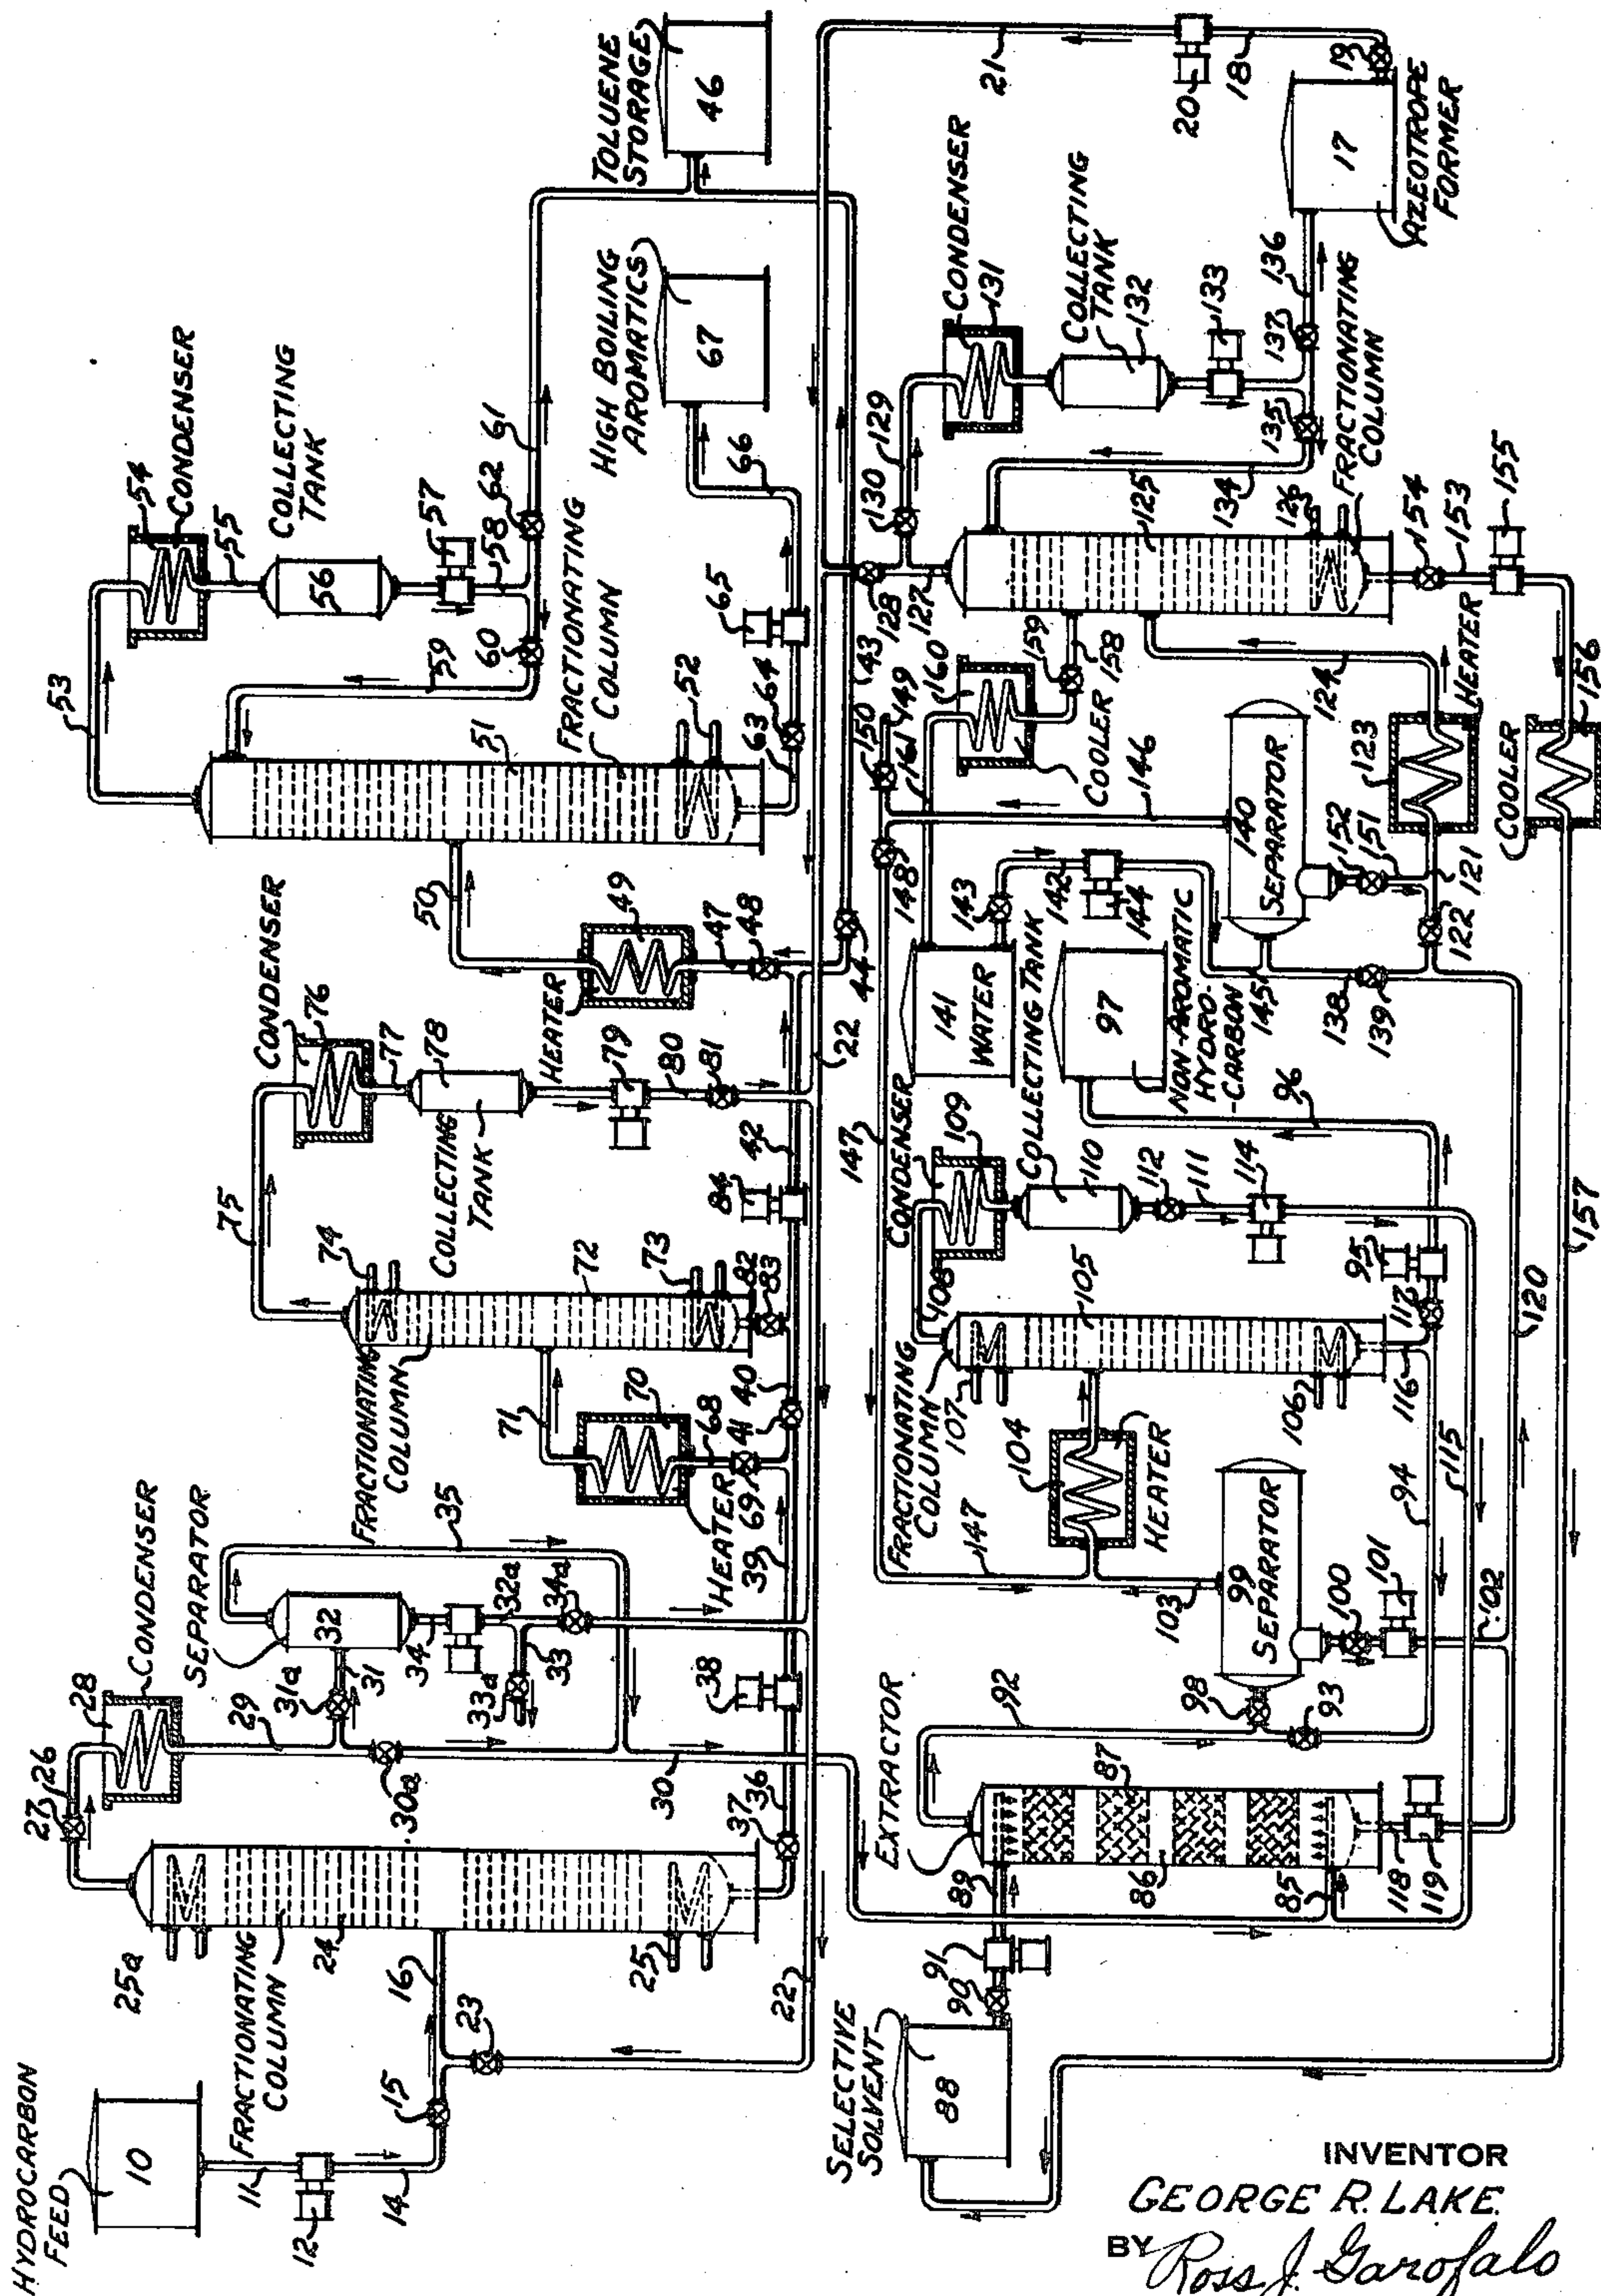 HYDROCARBON
FEED
10
11
12
14
15
16
FRACTIONATING
COLUMN
24
25a
25
23
22
27
26
28
CONDENSER
29
30a
30
31a
31
SEPARATOR
32
34
32a
33a
33
34a
35
36
37
38
39
HEATER
69
68
70
71
41
40
FRACTIONATING
COLUMN
72
73
74
75
82
83
84
42
CONDENSER
76
77
78
COLLECTING
TANK
79
80
81
22
HEATER
49
47
48
44
50
51
FRACTIONATING
COLUMN
52
53
54
CONDENSER
55
COLLECTING
TANK
56
57
58
59
60
61
62
63
64
65
66
HIGH BOILING
AROMATICS
67
TOLUENE
STORAGE
46
43
SELECTIVE
SOLVENT
88
90
91
89
EXTRACTOR
87
86
85
118
119
92
93
98
99
SEPARATOR
100
101
102
103
94
147
HEATER
104
FRACTIONATING
COLUMN
107
105
106
108
CONDENSER
109
COLLECTING TANK
110
112
111
114
115
116
117
95
96
97
NON-AROMATIC
HYDRO-
-CARBON
120
157
147
148
141
WATER
143
142
144
145
138
139
140
SEPARATOR
146
149
150
161
160
COOLER
159
158
152
151
121
122
123
HEATER
124
COOLER
156
155
153
154
FRACTIONATING
COLUMN
125
126
127
128
129
130
CONDENSER
131
COLLECTING
TANK
132
133
134
135
136
137
17
AZEOTROPE
FORMER
19
18
20
21
INVENTOR
GEORGE R. LAKE.
BY Ross J. Garofalo